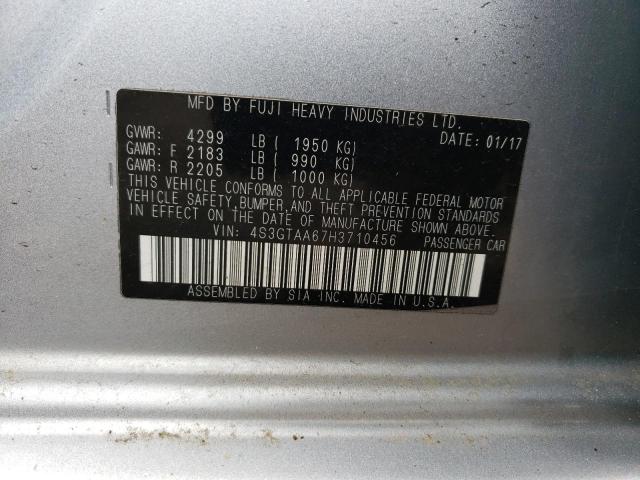 MFD BY FUJI HEAVY INDUSTRIES LTD.
DATE: 01/17
GVWR: 4299 LB ( 1950 KG)
GAWR: F 2183 LB ( 990 KG)
GAWR: R 2205 LB ( 1000 KG)
THIS VEHICLE CONFORMS TO ALL APPLICABLE FEDERAL MOTOR
VEHICLE SAFETY, BUMPER, AND THEFT PREVENTION STANDARDS
IN EFFECT ON THE DATE OF MANUFACTURE SHOWN ABOVE.
VIN: 4S3GTAA67H3710456 PASSENGER CAR
ASSEMBLED BY SIA INC. MADE IN U.S.A.